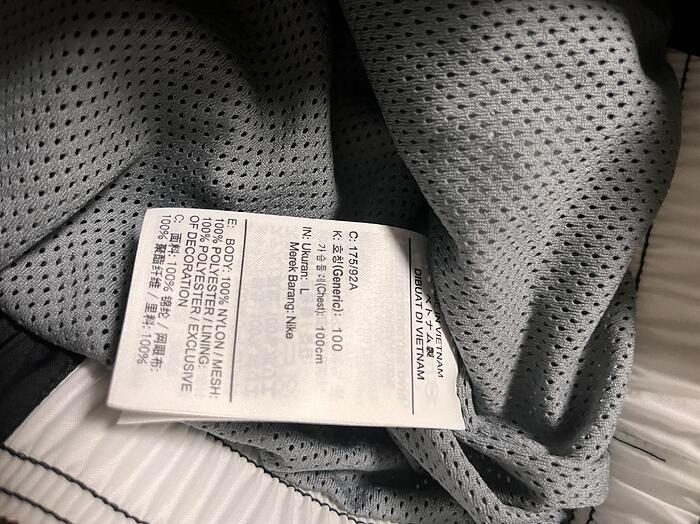 IN VIETNAM
ベトナム製
DIBUAT DI VIETNAM
C: 175/92A
K: 호칭(Generic): 100
가슴둘레(Chest): 100cm
IN: Ukuran: L
Merek Barang: Nike
E: BODY: 100% NYLON / MESH:
100% POLYESTER / LINING:
100% POLYESTER / EXCLUSIVE
OF DECORATION
C: 面料: 100% 锦纶 / 网眼布:
100% 聚酯纤维 / 里料: 100%